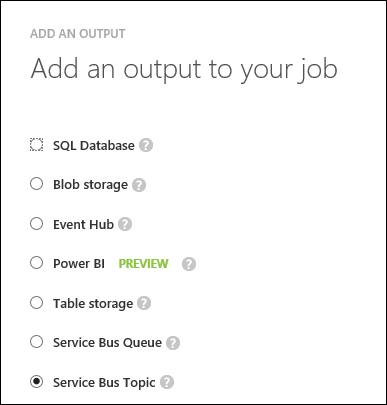 ADD AN OUTPUT
Add an output to your job
SQL Database ?
Blob storage ?
Event Hub ?
Power BI PREVIEW ?
Table storage ?
Service Bus Queue ?
Service Bus Topic ?